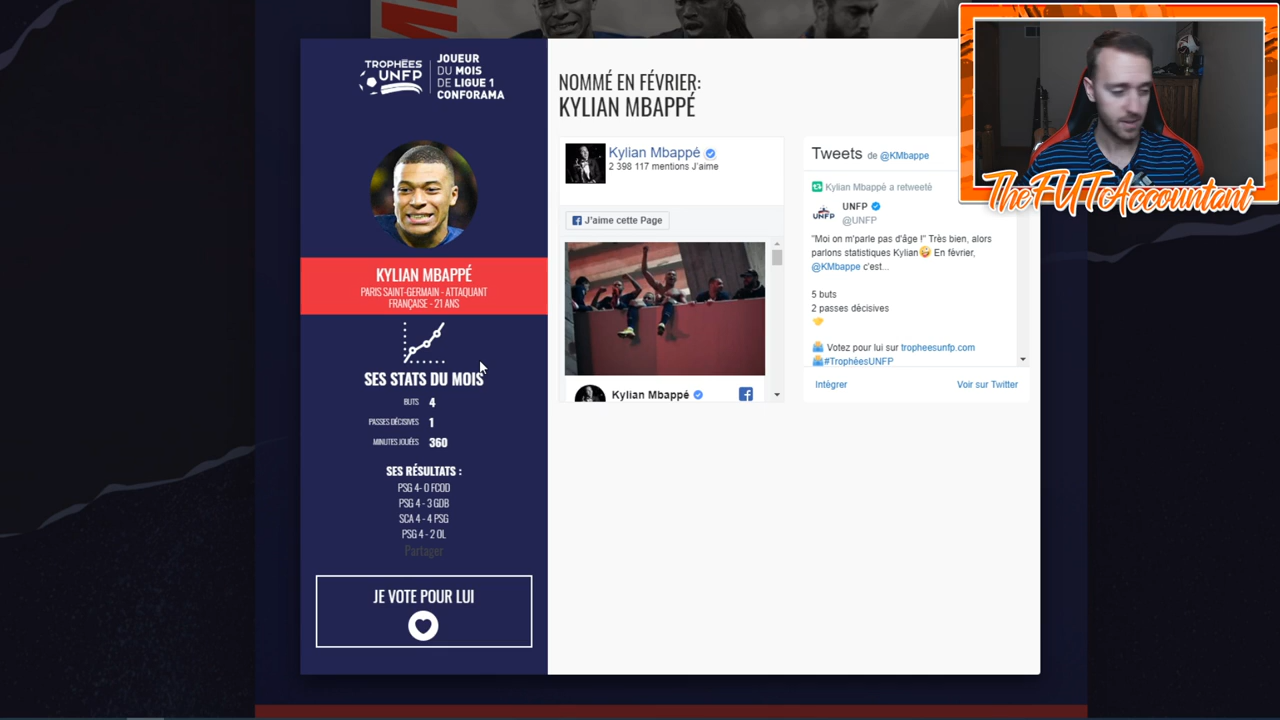 TROPHÉES
UNFP
JOUEUR
DU MOIS
DE LIGUE 1
CONFORAMA
KYLIAN MBAPPÉ
PARIS SAINT-GERMAIN - ATTAQUANT
FRANÇAISE - 21 ANS
SES STATS DU MOIS
BUTS 4
PASSES DÉCISIVES 1
MINUTES JOUÉES 360
SES RÉSULTATS :
PSG 4- 0 FCOD
PSG 4 - 3 GDB
SCA 4 - 4 PSG
PSG 4 - 2 OL
Partager
JE VOTE POUR LUI
NOMMÉ EN FÉVRIER:
KYLIAN MBAPPÉ
Kylian Mbappé
2 398 117 mentions J'aime
J'aime cette Page
Kylian Mbappé
Tweets de @KMbappe
Kylian Mbappé a retweeté
UNFP
UNFP
@UNFP
"Moi on m'parle pas d'âge !" Très bien, alors
parlons statistiques Kylian🤪 En février,
@KMbappe c'est...
5 buts
2 passes décisives
🤝
🗳 Votez pour lui sur tropheesunfp.com
🗳#TrophéesUNFP
Intégrer
Voir sur Twitter
TheFUTAccountant